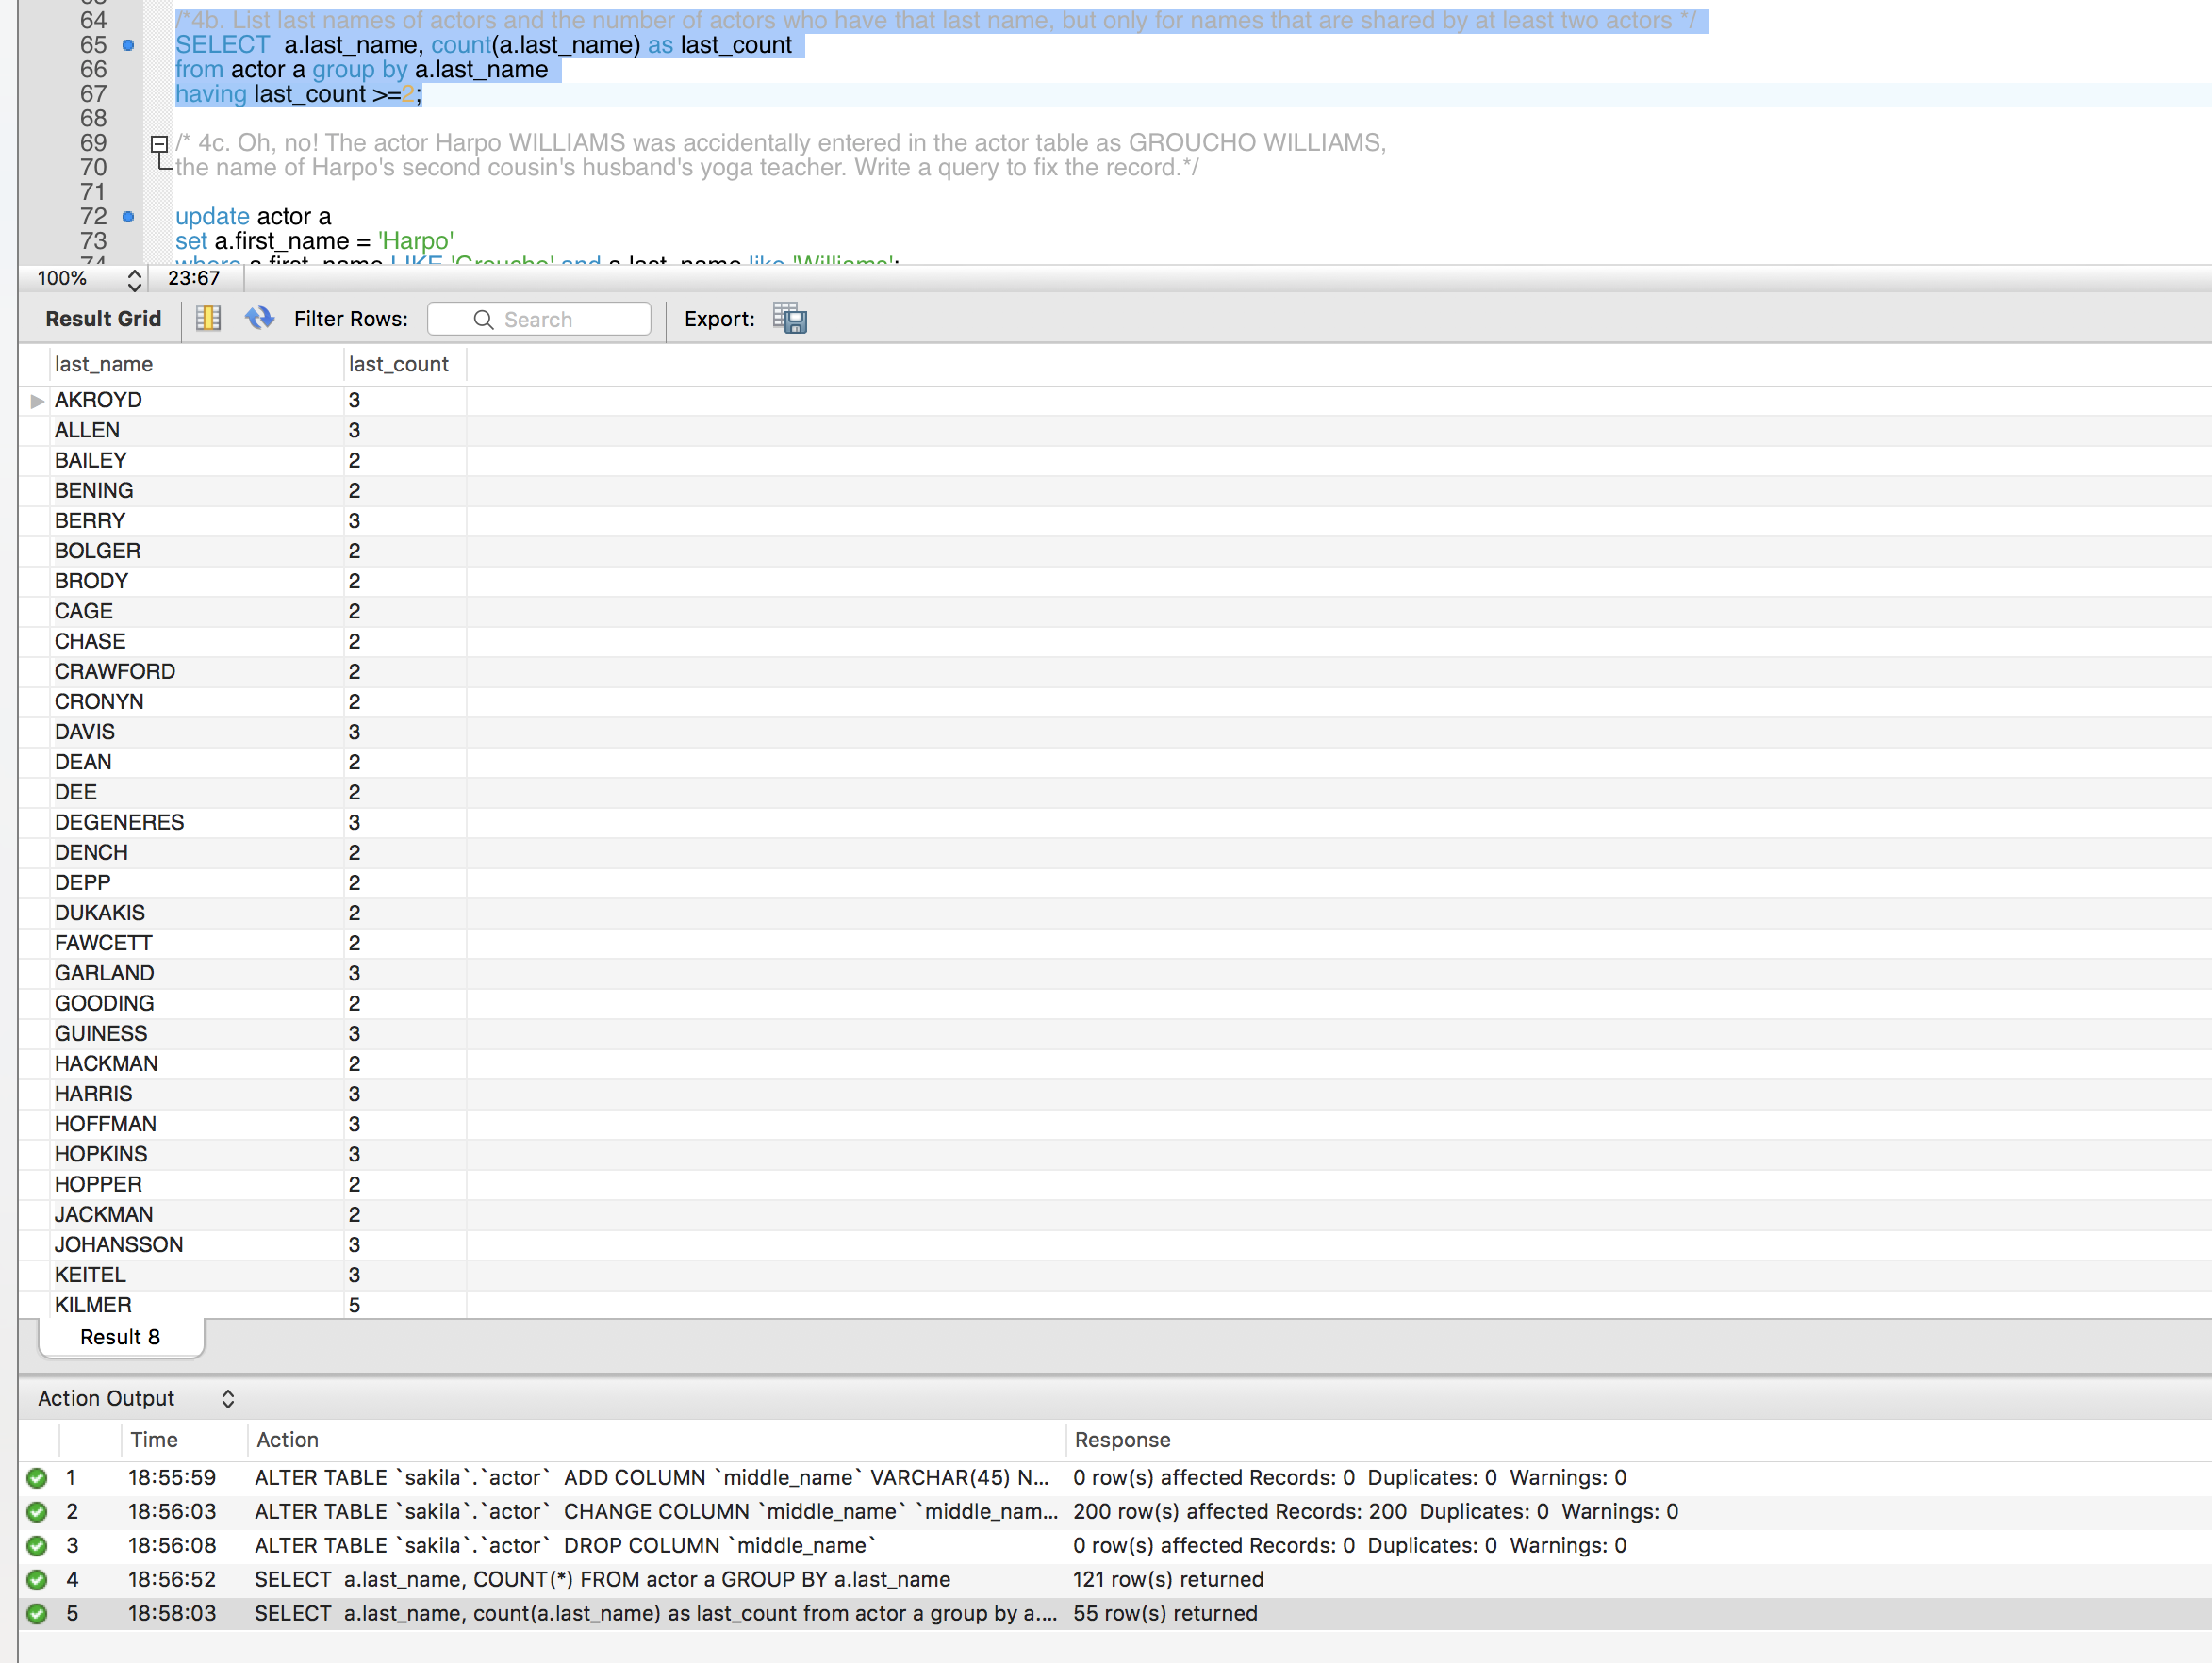 64 /*4b. List last names of actors and the number of actors who have that last name, but only for names that are shared by at least two actors */
65 SELECT  a.last_name, count(a.last_name) as last_count
66 from actor a group by a.last_name
67 having last_count >=2;
68
69 /* 4c. Oh, no! The actor Harpo WILLIAMS was accidentally entered in the actor table as GROUCHO WILLIAMS,
70 the name of Harpo's second cousin's husband's yoga teacher. Write a query to fix the record.*/
71
72 update actor a
73 set a.first_name = 'Harpo'
74 where a.first_name LIKE 'Groucho' and a.last_name like 'Williams';
100% 23:67
Result Grid Filter Rows: Search Export:
last_name last_count
AKROYD 3
ALLEN 3
BAILEY 2
BENING 2
BERRY 3
BOLGER 2
BRODY 2
CAGE 2
CHASE 2
CRAWFORD 2
CRONYN 2
DAVIS 3
DEAN 2
DEE 2
DEGENERES 3
DENCH 2
DEPP 2
DUKAKIS 2
FAWCETT 2
GARLAND 3
GOODING 2
GUINESS 3
HACKMAN 2
HARRIS 3
HOFFMAN 3
HOPKINS 3
HOPPER 2
JACKMAN 2
JOHANSSON 3
KEITEL 3
KILMER 5
Result 8
Action Output
Time Action Response
1 18:55:59 ALTER TABLE `sakila`.`actor`  ADD COLUMN `middle_name` VARCHAR(45) N... 0 row(s) affected Records: 0  Duplicates: 0  Warnings: 0
2 18:56:03 ALTER TABLE `sakila`.`actor`  CHANGE COLUMN `middle_name` `middle_nam... 200 row(s) affected Records: 200  Duplicates: 0  Warnings: 0
3 18:56:08 ALTER TABLE `sakila`.`actor`  DROP COLUMN `middle_name` 0 row(s) affected Records: 0  Duplicates: 0  Warnings: 0
4 18:56:52 SELECT  a.last_name, COUNT(*) FROM actor a GROUP BY a.last_name 121 row(s) returned
5 18:58:03 SELECT  a.last_name, count(a.last_name) as last_count from actor a group by a.... 55 row(s) returned